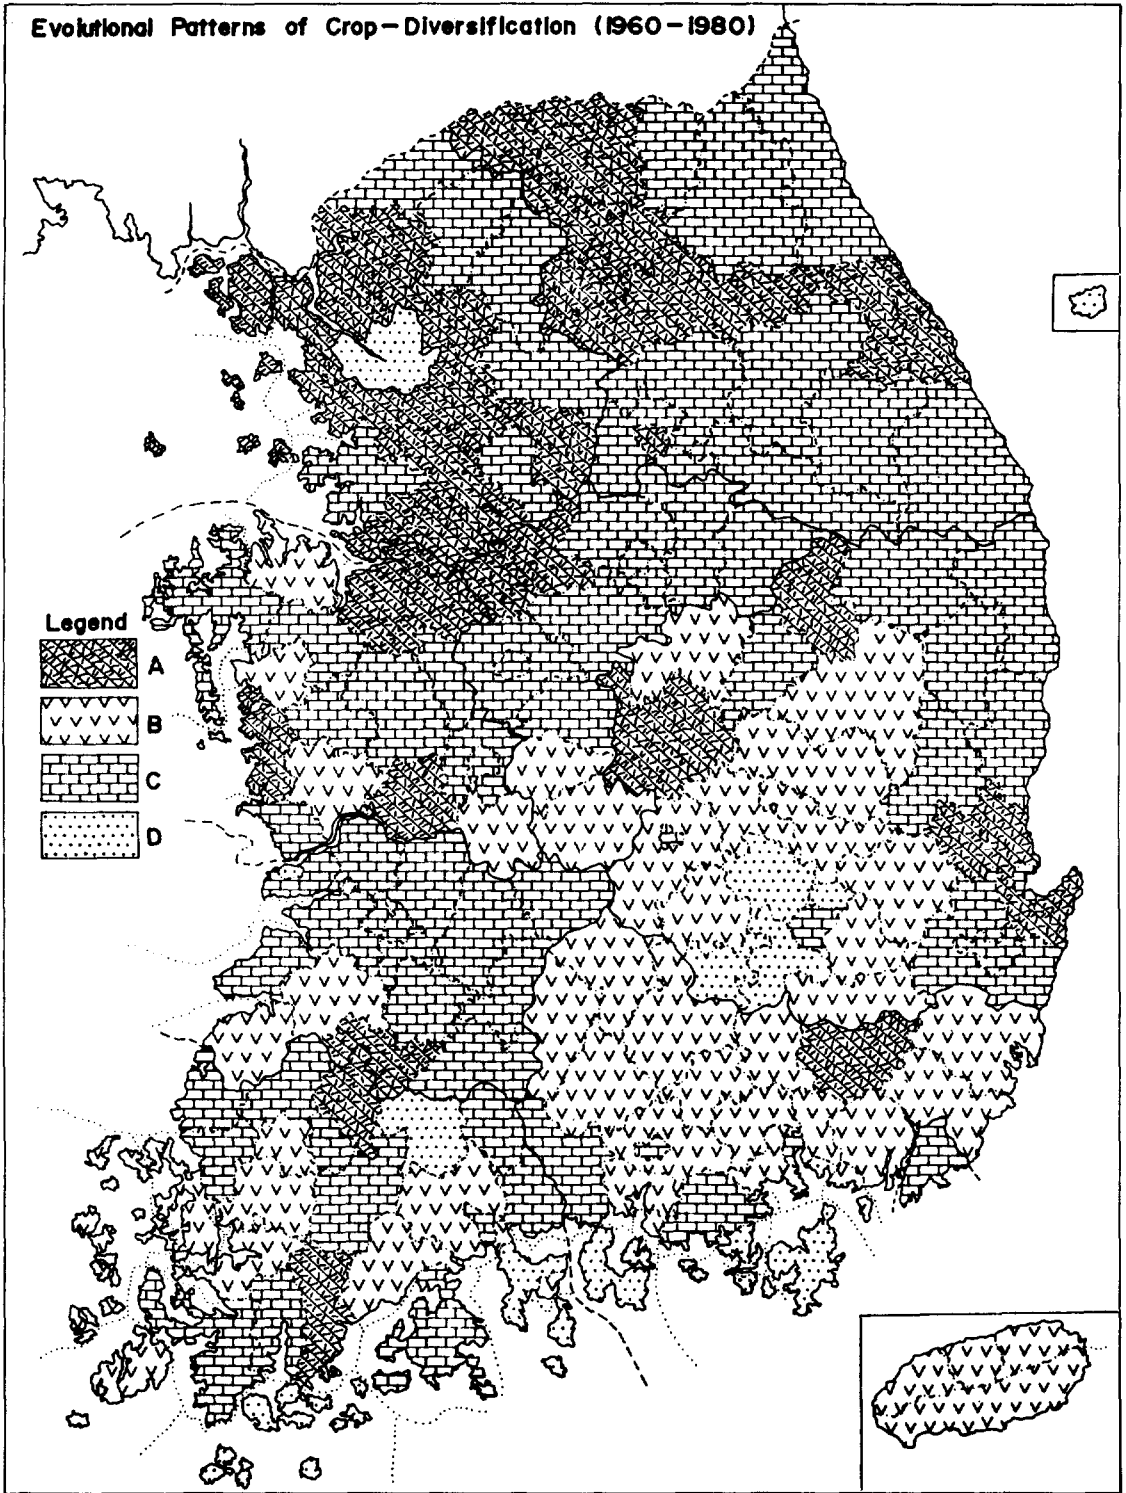 Evolutional Patterns of Crop-Diversification (1960-1980)
Legend
A
B
C
D